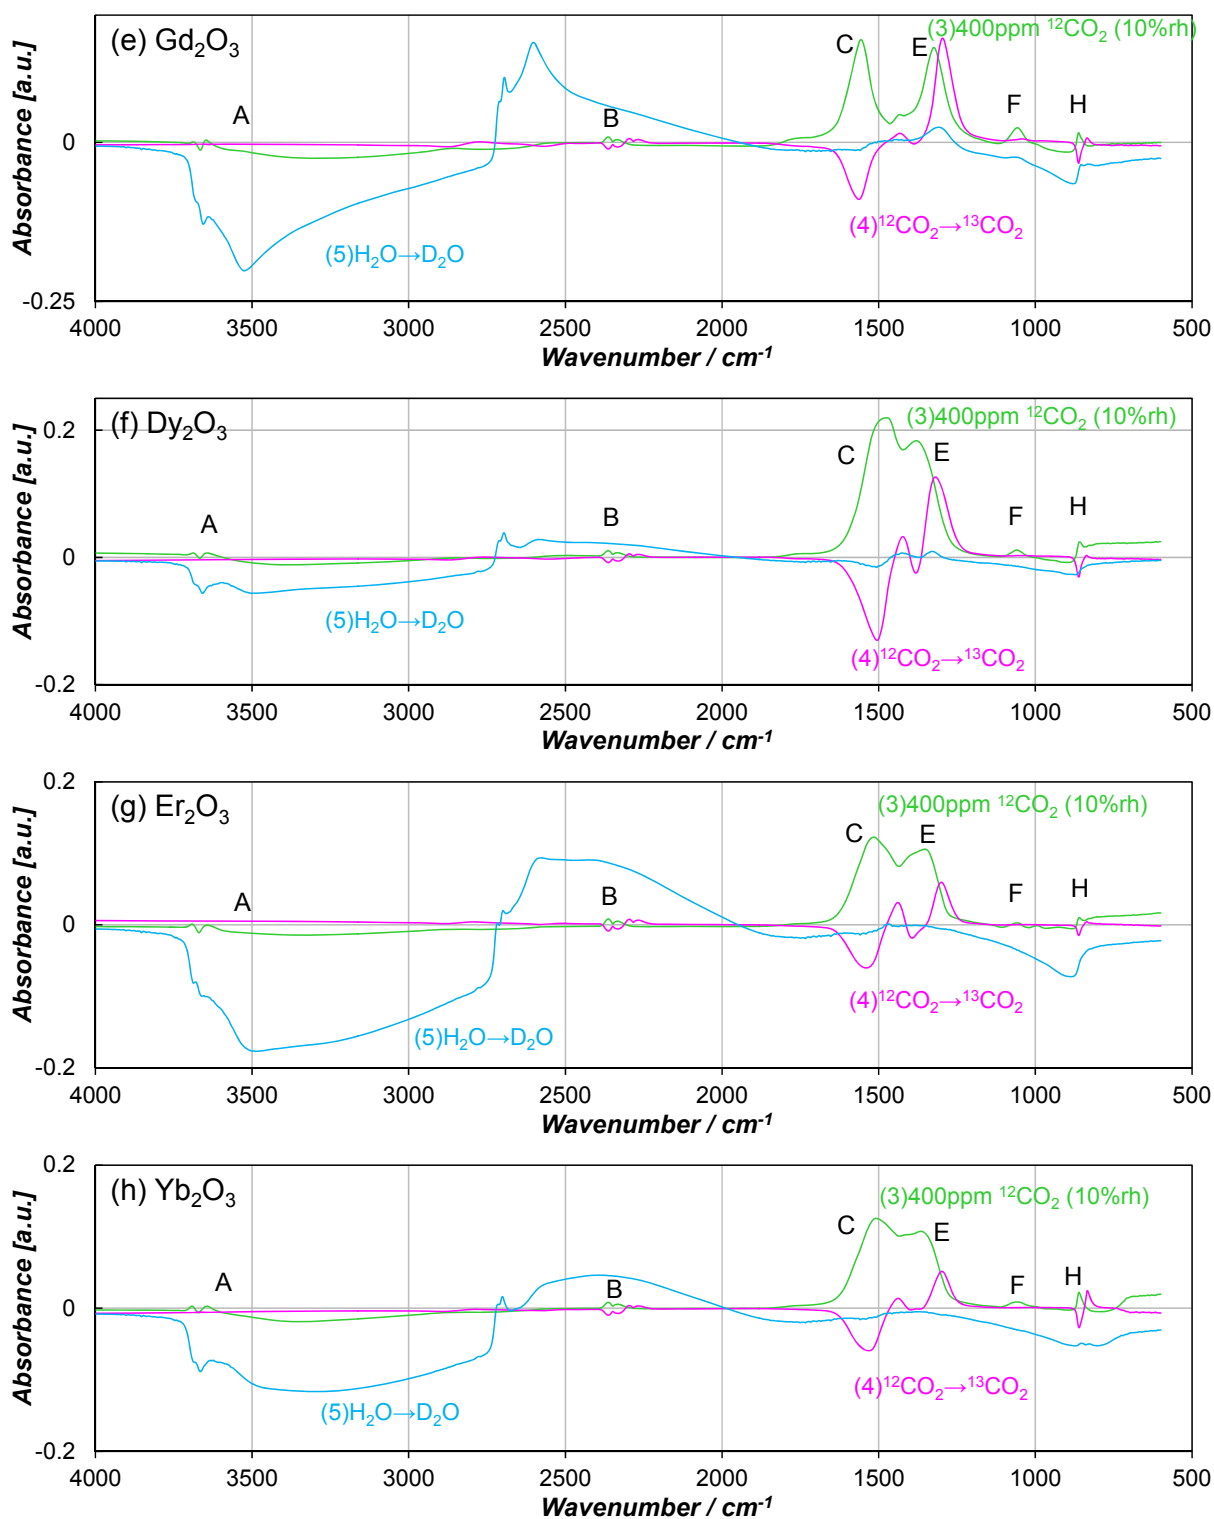 (e) Gd₂O₃
(3)400ppm ¹²CO₂ (10%rh)
C
E
A
B
F
H
0
(4)¹²CO₂→¹³CO₂
(5)H₂O→D₂O
-0.25
Absorbance [a.u.]
4000 3500 3000 2500 2000 1500 1000 500
Wavenumber / cm⁻¹
(f) Dy₂O₃
(3)400ppm ¹²CO₂ (10%rh)
0.2
C
E
A
B
F
H
0
(5)H₂O→D₂O
(4)¹²CO₂→¹³CO₂
-0.2
Absorbance [a.u.]
4000 3500 3000 2500 2000 1500 1000 500
Wavenumber / cm⁻¹
0.2
(g) Er₂O₃
(3)400ppm ¹²CO₂ (10%rh)
C
E
A
B
F
H
0
(4)¹²CO₂→¹³CO₂
(5)H₂O→D₂O
-0.2
Absorbance [a.u.]
4000 3500 3000 2500 2000 1500 1000 500
Wavenumber / cm⁻¹
0.2
(h) Yb₂O₃
(3)400ppm ¹²CO₂ (10%rh)
C
E
A
B
F
H
0
(4)¹²CO₂→¹³CO₂
(5)H₂O→D₂O
-0.2
Absorbance [a.u.]
4000 3500 3000 2500 2000 1500 1000 500
Wavenumber / cm⁻¹